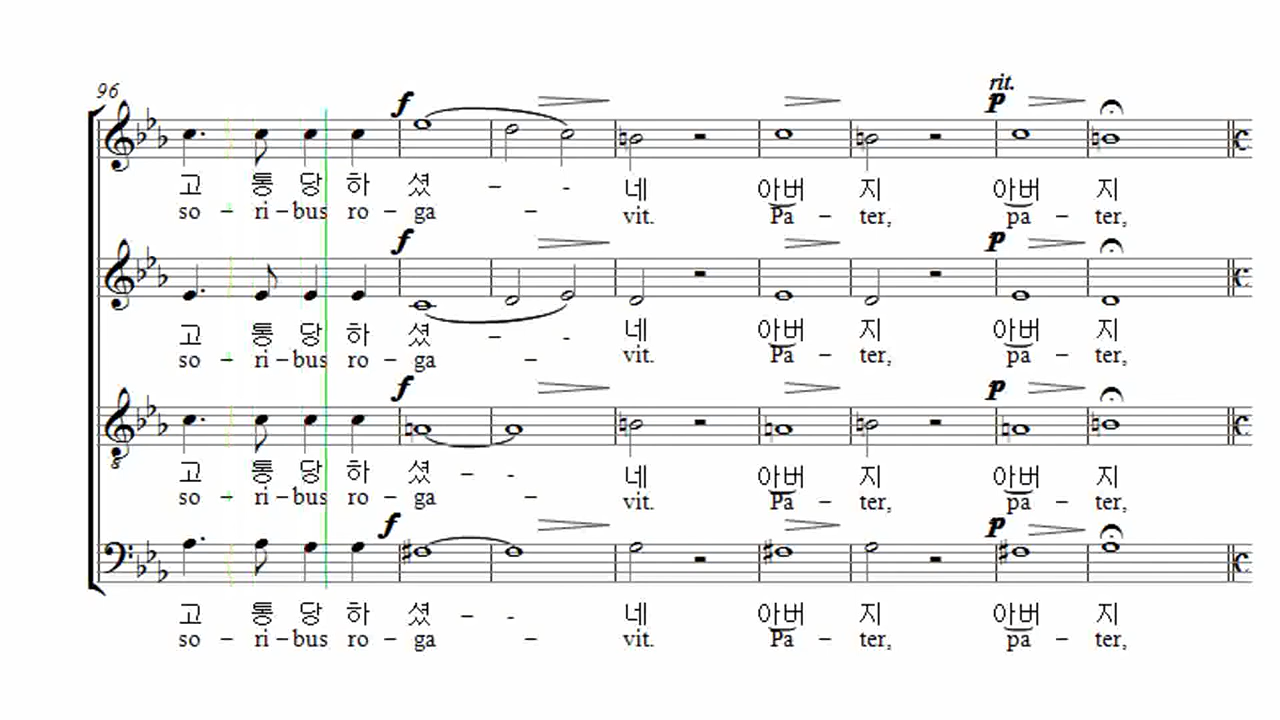 96
rit.
f p
고 통 당 하 셨 - - 네 아버 지 아버 지
so - ri - bus ro - ga - vit. Pa - ter, pa - ter,
f p
고 통 당 하 셨 - - 네 아버 지 아버 지
so - ri - bus ro - ga - vit. Pa - ter, pa - ter,
f p
8
고 통 당 하 셨 - - 네 아버 지 아버 지
so - ri - bus ro - ga - vit. Pa - ter, pa - ter,
f p
고 통 당 하 셨 - - 네 아버 지 아버 지
so - ri - bus ro - ga - vit. Pa - ter, pa - ter,